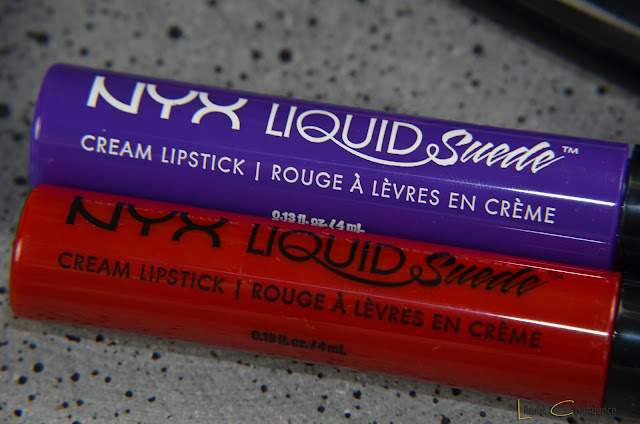 NYX LIQUID Suede™
CREAM LIPSTICK | ROUGE À LÈVRES EN CRÈME
0.13 fl. oz. / 4 mL.
NYX LIQUID Suede™
CREAM LIPSTICK | ROUGE À LÈVRES EN CRÈME
0.13 fl. oz. / 4 mL.